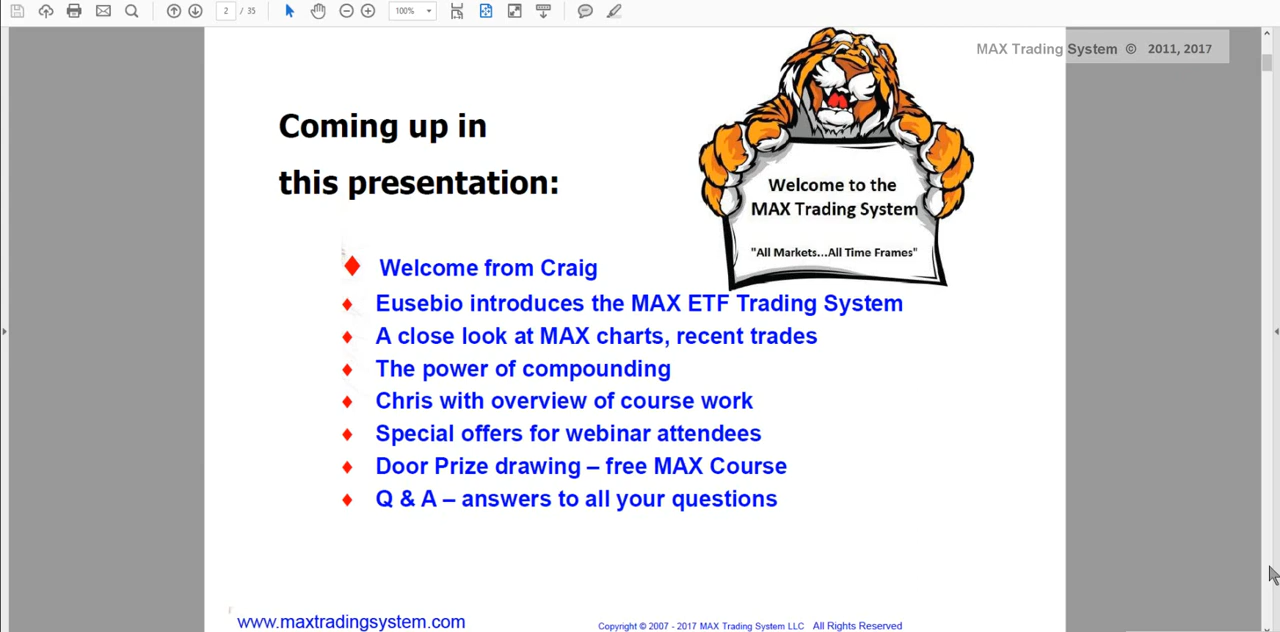 2 / 35
100%
MAX Trading System © 2011, 2017
Coming up in
this presentation:
Welcome to the
MAX Trading System
"All Markets...All Time Frames"
Welcome from Craig
Eusebio introduces the MAX ETF Trading System
A close look at MAX charts, recent trades
The power of compounding
Chris with overview of course work
Special offers for webinar attendees
Door Prize drawing – free MAX Course
Q & A – answers to all your questions
www.maxtradingsystem.com
Copyright © 2007 - 2017 MAX Trading System LLC All Rights Reserved